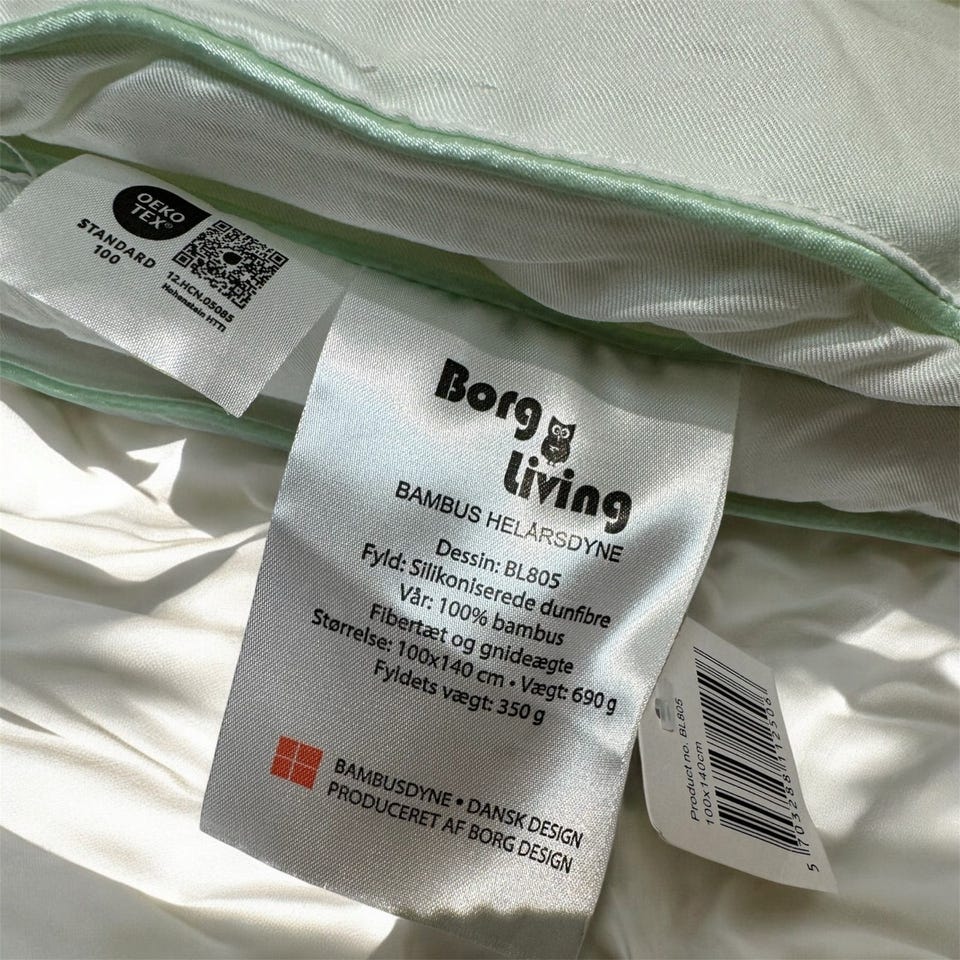 OEKO
TEX®
STANDARD
100
12.HCN.05085
Hohenstein HTTI
Borg
Living
BAMBUS HELÅRSDYNE
Dessin: BL805
Fyld: Silikoniserede dunfibre
Vår: 100% bambus
Fibertæt og gnideægte
Størrelse: 100x140 cm • Vægt: 690 g
Fyldets vægt: 350 g
BAMBUSDYNE • DANSK DESIGN
PRODUCERET AF BORG DESIGN
Product no. BL805
100x140cm